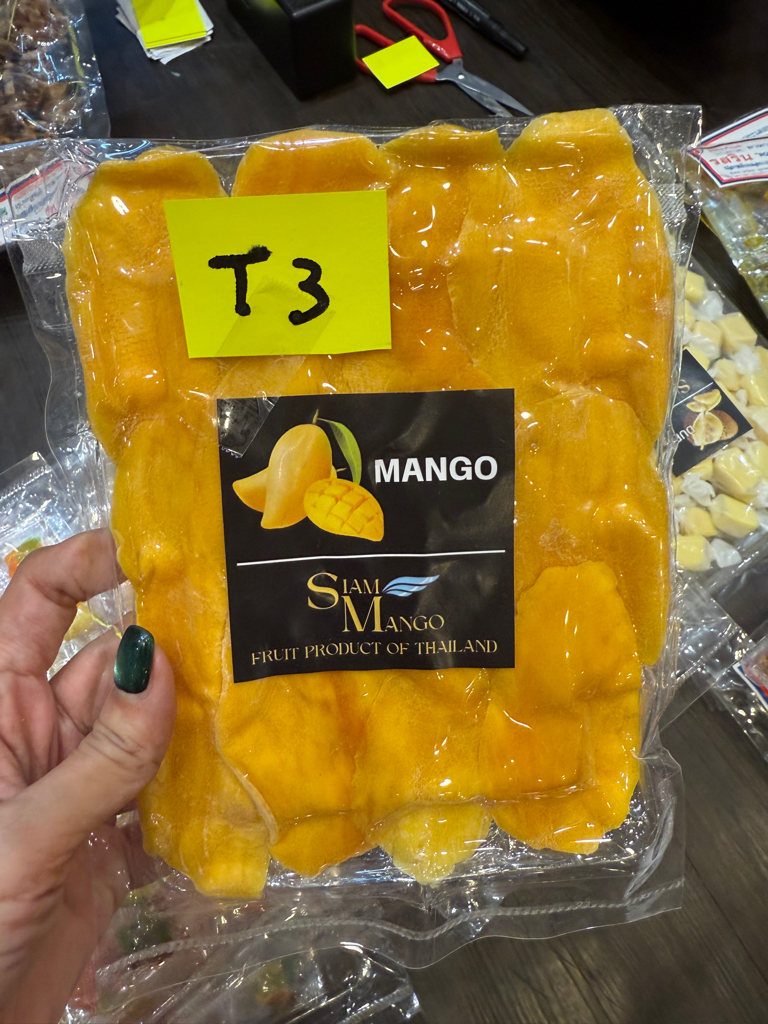 T3
MANGO
SIAM
MANGO
FRUIT PRODUCT OF THAILAND